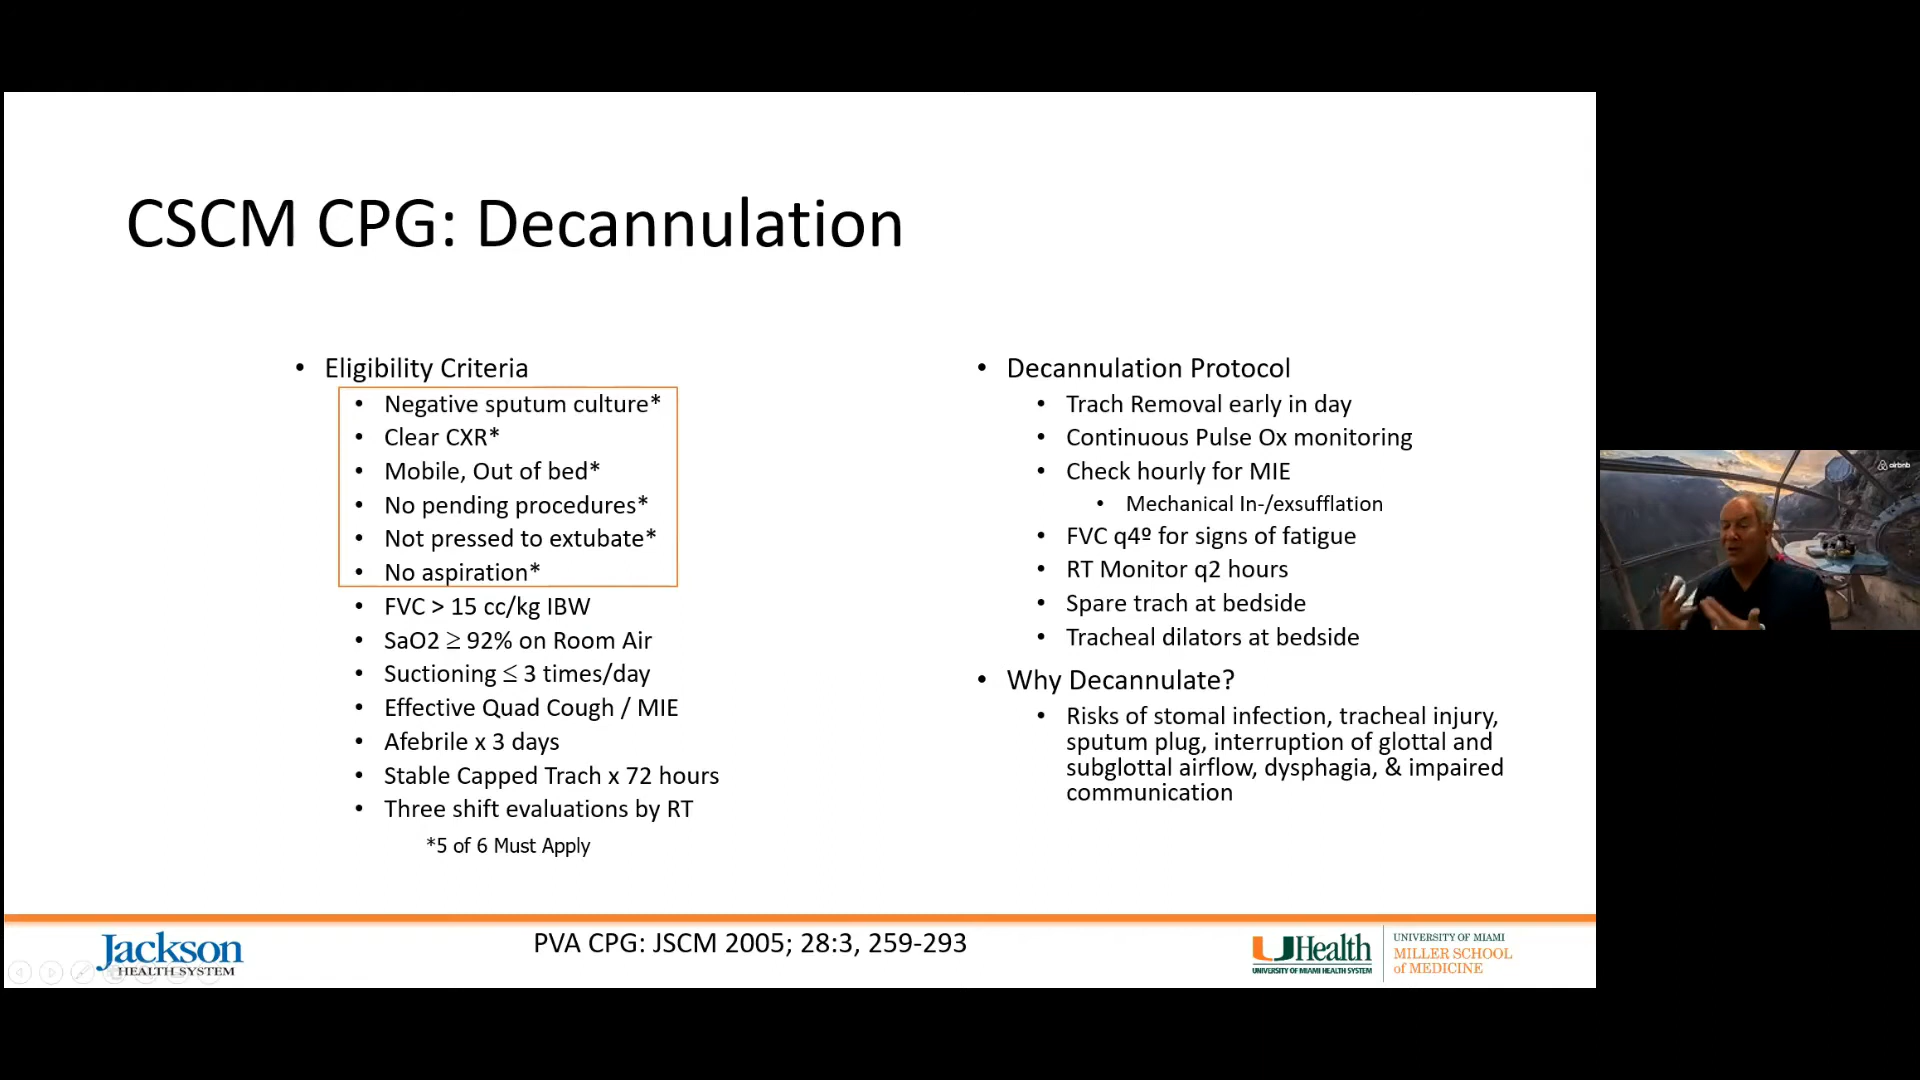 CSCM CPG: Decannulation
• Eligibility Criteria
• Negative sputum culture*
• Clear CXR*
• Mobile, Out of bed*
• No pending procedures*
• Not pressed to extubate*
• No aspiration*
• FVC > 15 cc/kg IBW
• SaO2 ≥ 92% on Room Air
• Suctioning ≤ 3 times/day
• Effective Quad Cough / MIE
• Afebrile x 3 days
• Stable Capped Trach x 72 hours
• Three shift evaluations by RT
*5 of 6 Must Apply
• Decannulation Protocol
• Trach Removal early in day
• Continuous Pulse Ox monitoring
• Check hourly for MIE
• Mechanical In-/exsufflation
• FVC q4º for signs of fatigue
• RT Monitor q2 hours
• Spare trach at bedside
• Tracheal dilators at bedside
• Why Decannulate?
• Risks of stomal infection, tracheal injury,
sputum plug, interruption of glottal and
subglottal airflow, dysphagia, & impaired
communication
airbnb
Jackson
HEALTH SYSTEM
PVA CPG: JSCM 2005; 28:3, 259-293
UHealth
UNIVERSITY OF MIAMI HEALTH SYSTEM
UNIVERSITY OF MIAMI
MILLER SCHOOL
of MEDICINE